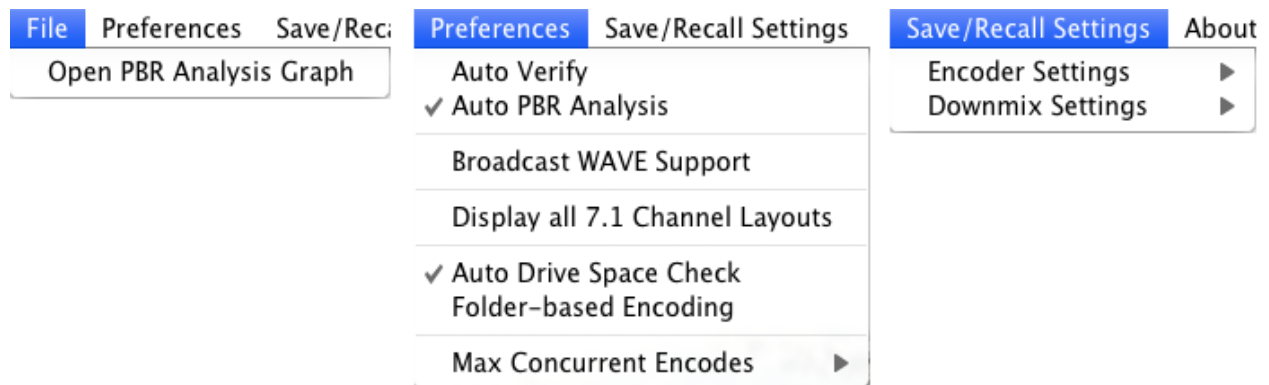 File Preferences
Open PBR Analysis Graph
Preferences Save/Recall Settings
Auto Verify
✓ Auto PBR Analysis
Broadcast WAVE Support
Display all 7.1 Channel Layouts
✓ Auto Drive Space Check
Folder-based Encoding
Max Concurrent Encodes
Save/Recall Settings About
Encoder Settings
Downmix Settings